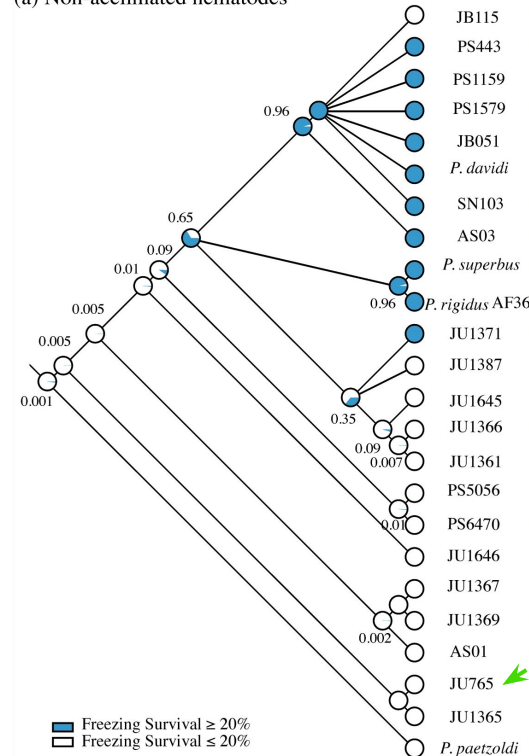 (a) Non-acclimated nematodes
JB115
PS443
PS1159
0.96
PS1579
JB051
P. davidi
SN103
0.65
AS03
0.09
P. superbus
0.01
0.96
P. rigidus AF36
0.005
JU1371
0.005
JU1387
0.001
JU1645
0.35
JU1366
0.09
0.007
JU1361
PS5056
0.01
PS6470
JU1646
JU1367
JU1369
0.002
AS01
JU765
JU1365
Freezing Survival ≥ 20%
Freezing Survival ≤ 20%
P. paetzoldi